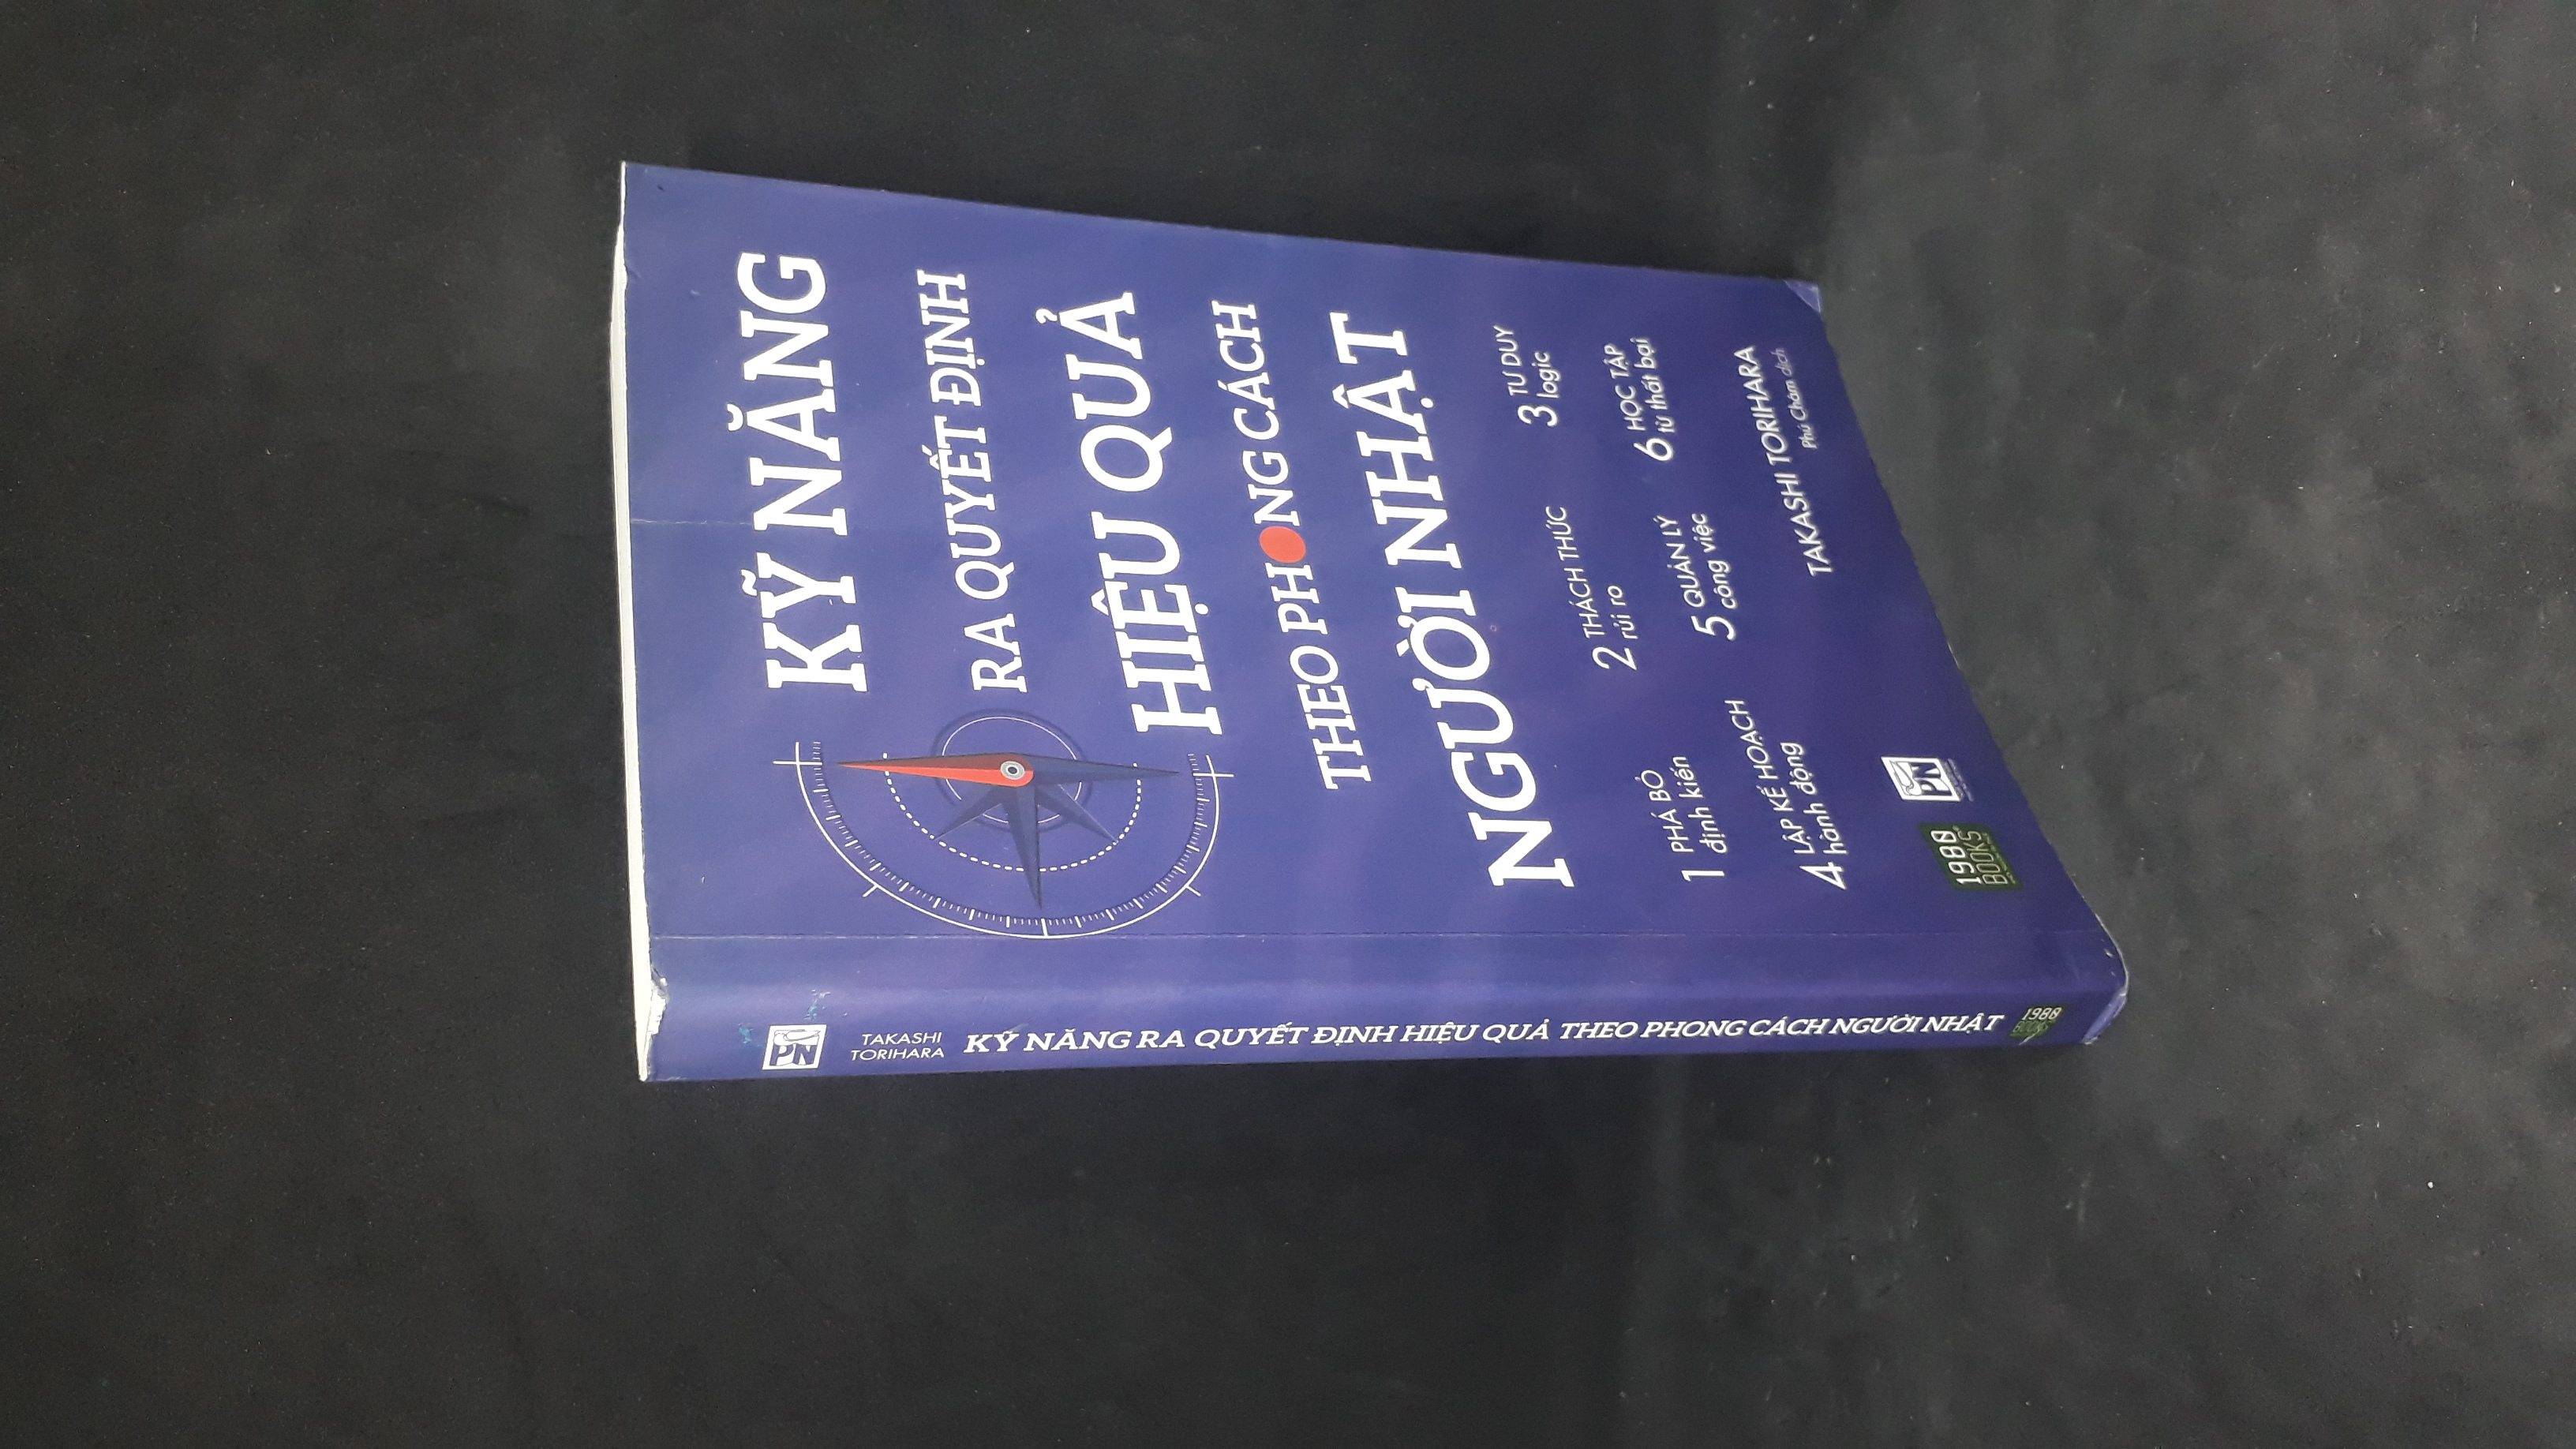 KỸ NĂNG
RA QUYẾT ĐỊNH
HIỆU QUẢ
THEO PHONG CÁCH
NGƯỜI NHẬT
1 PHÁ BỎ
định kiến
2 THÁCH THỨC
rủi ro
3 TƯ DUY
logic
4 LẬP KẾ HOẠCH
hành động
5 QUẢN LÝ
công việc
6 HỌC TẬP
từ thất bại
TAKASHI TORIHARA
Phú Châm dịch
1980
BOOKS
PN
PN
TAKASHI
TORIHARA
KỸ NĂNG RA QUYẾT ĐỊNH HIỆU QUẢ THEO PHONG CÁCH NGƯỜI NHẬT
1980
BOOKS